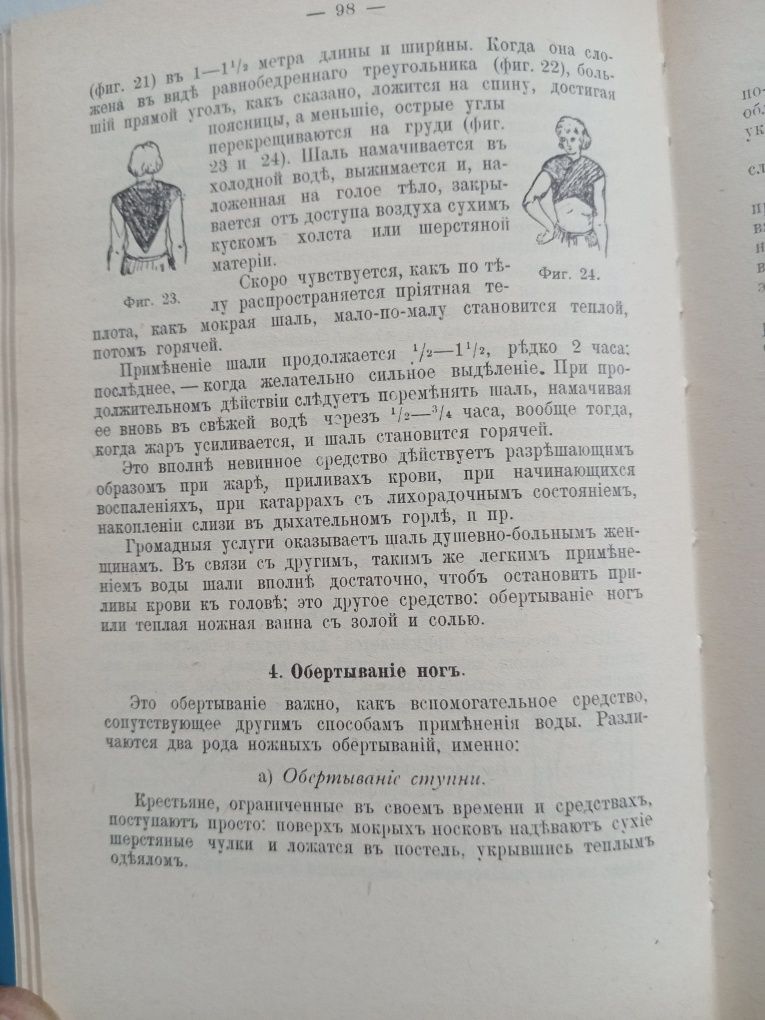 — 98 —
(фиг. 21) въ 1—1¹/₂ метра длины и ширины. Когда она сло-
жена въ видѣ равнобедреннаго треугольника (фиг. 22), боль-
шій прямой уголъ, какъ сказано, ложится на спину, достигая
поясницы, а меньшіе, острые углы
перекрещиваются на груди (фиг.
23 и 24). Шаль намачивается въ
холодной водѣ, выжимается и, на-
ложенная на голое тѣло, закры-
вается отъ доступа воздуха сухимъ
кускомъ холста или шерстяной
матеріи.
Скоро чувствуется, какъ по тѣ-
Фиг. 23.
лу распространяется пріятная те-
Фиг. 24.
плота, какъ мокрая шаль, мало-по-малу становится теплой,
потомъ горячей.
Примѣненіе шали продолжается ¹/₂—1¹/₂, рѣдко 2 часа;
послѣднее, — когда желательно сильное выдѣленіе. При про-
должительномъ дѣйствіи слѣдуетъ перемѣнять шаль, намачивая
ее вновь въ свѣжей водѣ черезъ ¹/₂—³/₄ часа, вообще тогда,
когда жаръ усиливается, и шаль становится горячей.
Это вполнѣ невинное средство дѣйствуетъ разрѣшающимъ
образомъ при жарѣ, приливахъ крови, при начинающихся
воспаленіяхъ, при катаррахъ съ лихорадочнымъ состояніемъ,
накопленіи слизи въ дыхательномъ горлѣ, и пр.
Громадныя услуги оказываетъ шаль душевно-больнымъ жен-
щинамъ. Въ связи съ другимъ, такимъ же легкимъ примѣне-
ніемъ воды шали вполнѣ достаточно, чтобъ остановить при-
ливы крови къ головѣ; это другое средство: обертываніе ногъ
или теплая ножная ванна съ золой и солью.
4. Обертываніе ногъ.
Это обертываніе важно, какъ вспомогательное средство,
сопутствующее другимъ способамъ примѣненія воды. Разли-
чаются два рода ножныхъ обертываній, именно:
а) Обертываніе ступни.
Крестьяне, ограниченные въ своемъ времени и средствахъ,
поступаютъ просто: поверхъ мокрыхъ носковъ надѣваютъ сухіе
шерстяные чулки и ложатся въ постель, укрывшись теплымъ
одѣяломъ.